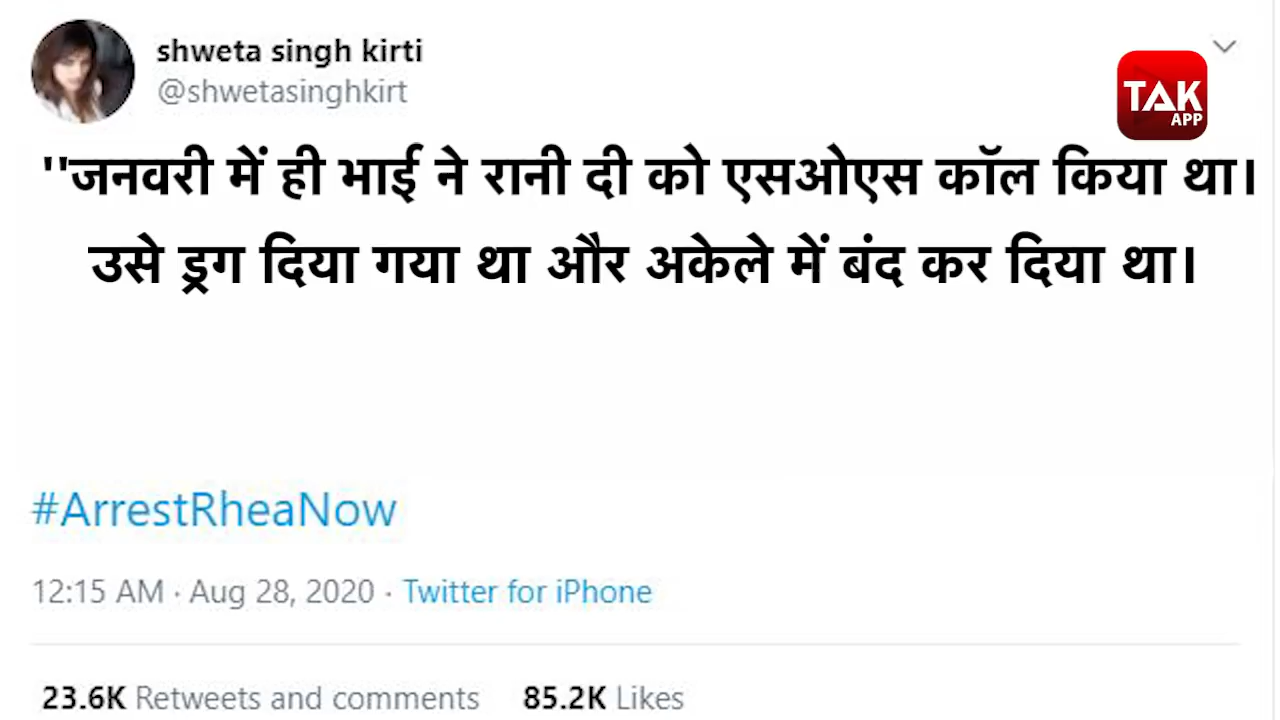 shweta singh kirti
@shwetasinghkirt
TAK
APP
''जनवरी में ही भाई ने रानी दी को एसओएस कॉल किया था।
उसे ड्रग दिया गया था और अकेले में बंद कर दिया था।
#ArrestRheaNow
12:15 AM · Aug 28, 2020 · Twitter for iPhone
23.6K Retweets and comments 85.2K Likes